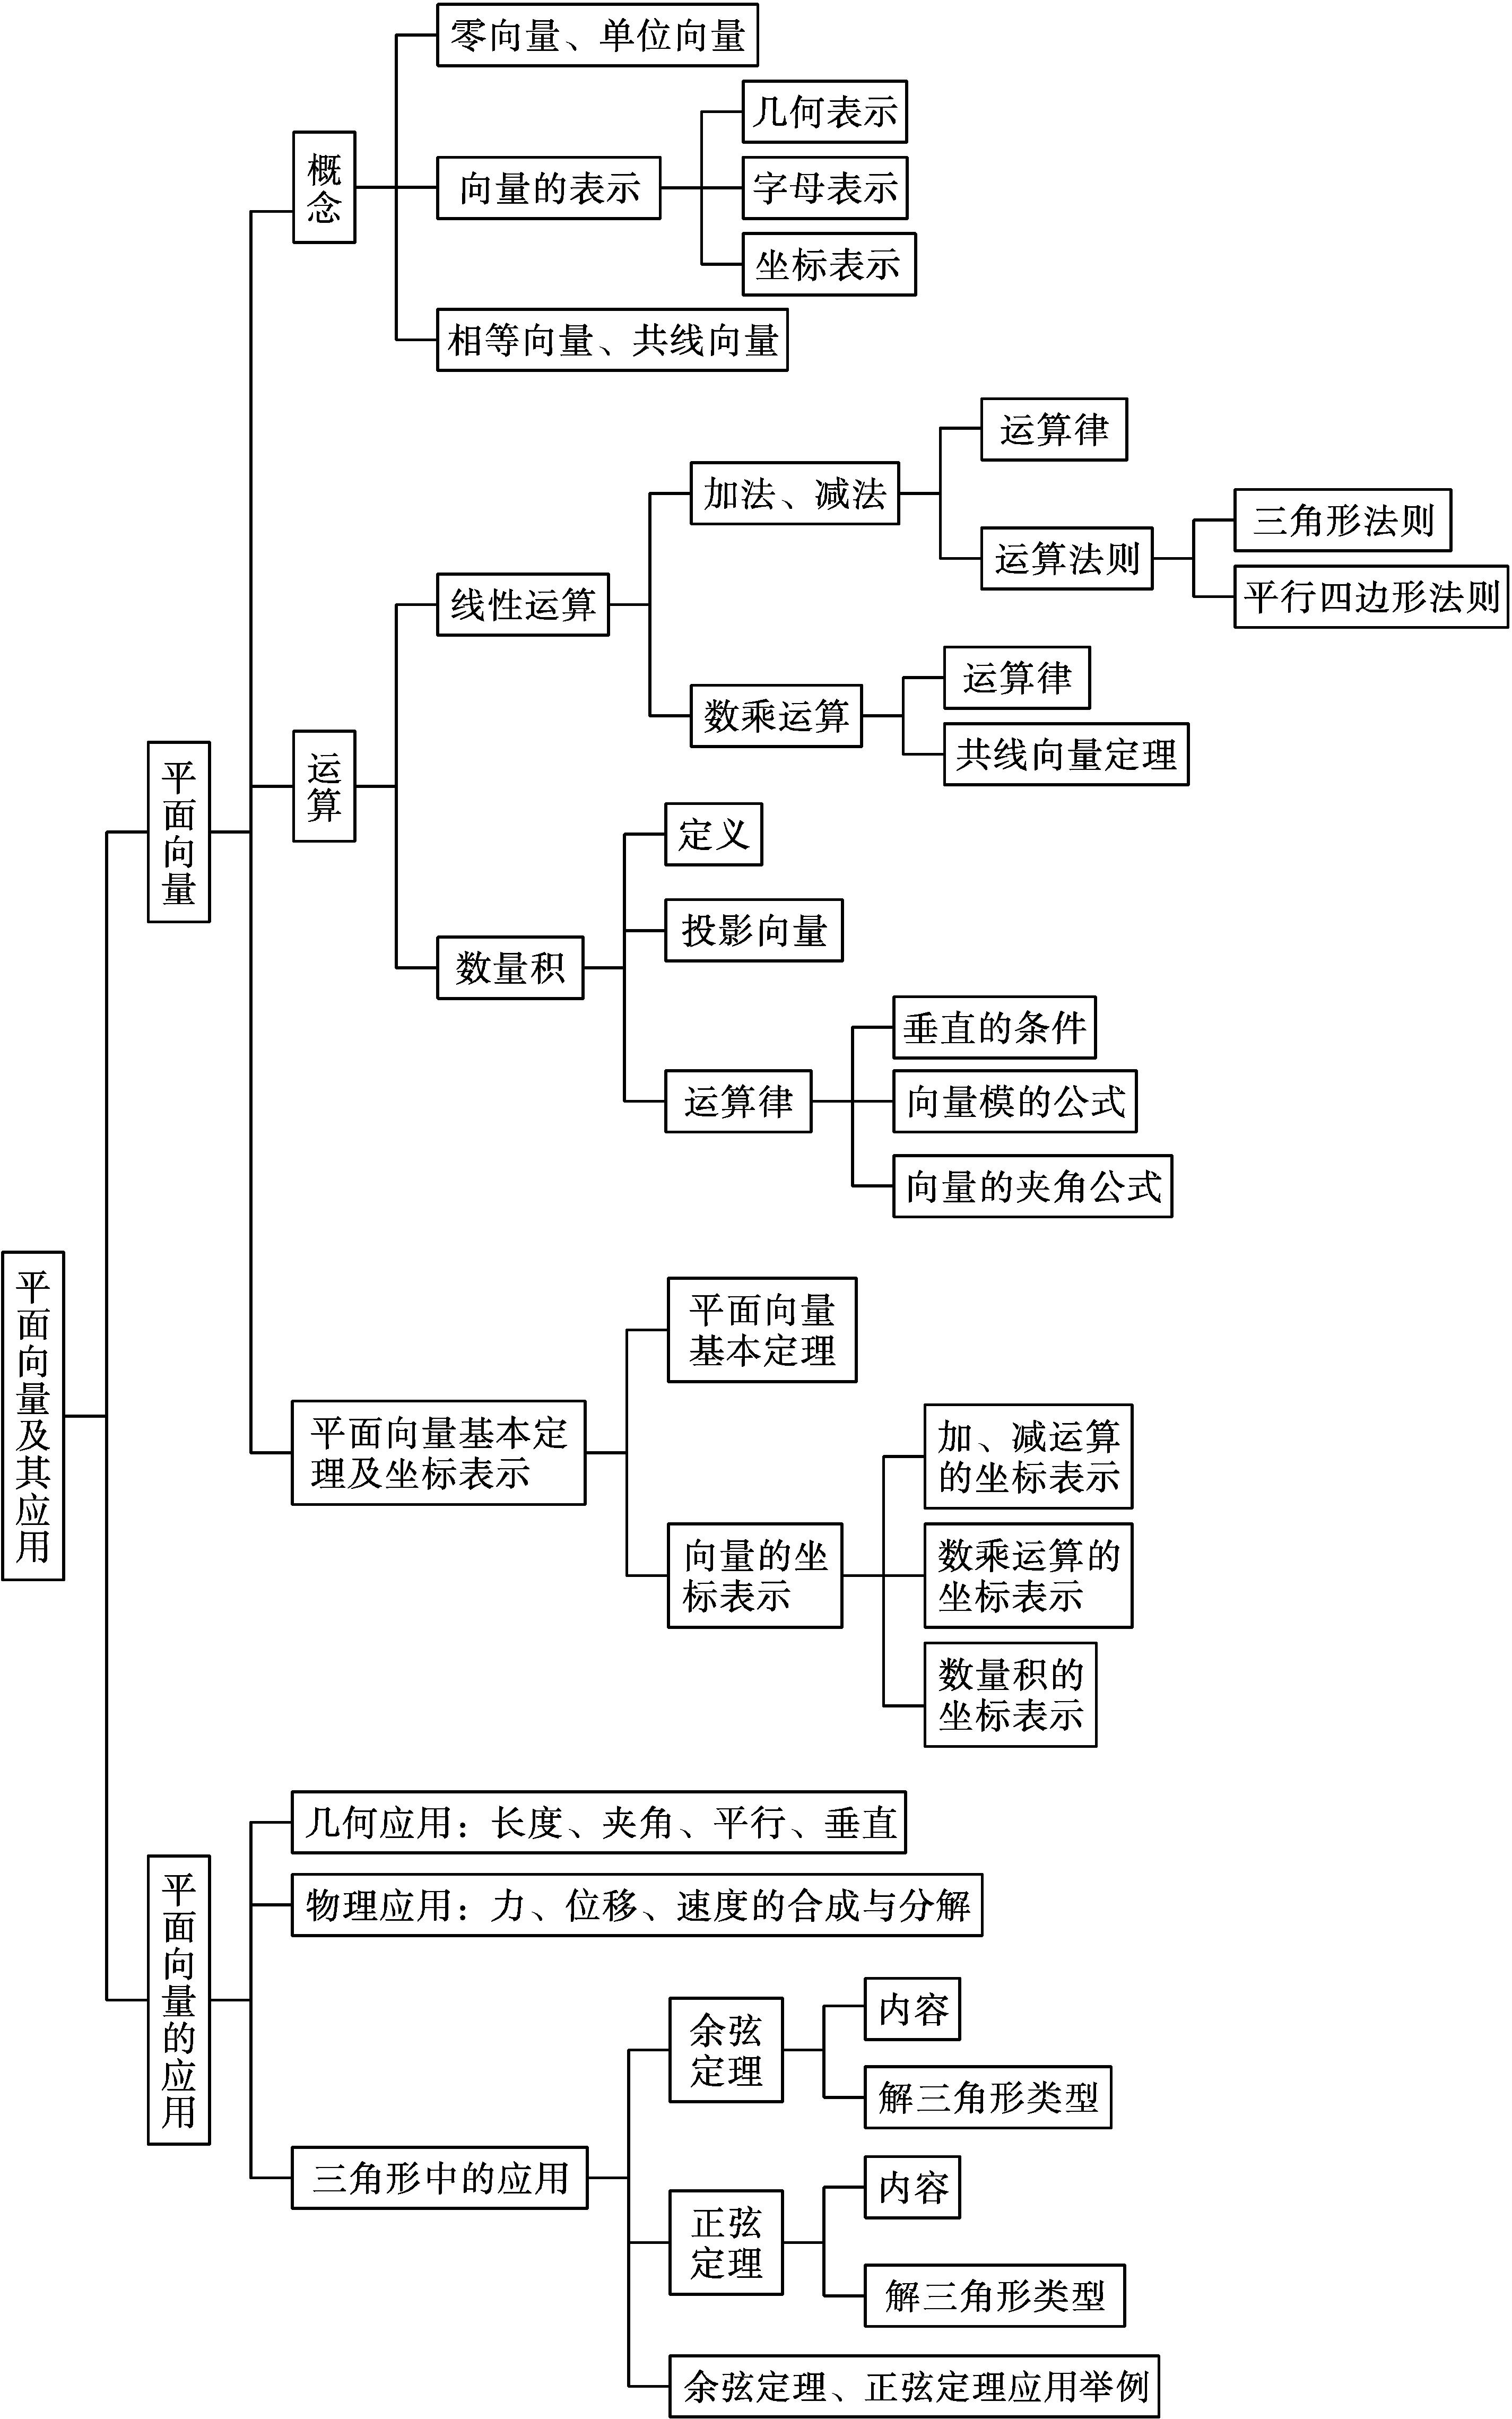 平面向量及其应用
平面向量
概念
零向量、单位向量
向量的表示
几何表示
字母表示
坐标表示
相等向量、共线向量
运算
线性运算
加法、减法
运算律
运算法则
三角形法则
平行四边形法则
数乘运算
运算律
共线向量定理
数量积
定义
投影向量
运算律
垂直的条件
向量模的公式
向量的夹角公式
平面向量基本定
理及坐标表示
平面向量
基本定理
向量的坐
标表示
加、减运算
的坐标表示
数乘运算的
坐标表示
数量积的
坐标表示
平面向量的应用
几何应用：长度、夹角、平行、垂直
物理应用：力、位移、速度的合成与分解
三角形中的应用
余弦
定理
内容
解三角形类型
正弦
定理
内容
解三角形类型
余弦定理、正弦定理应用举例